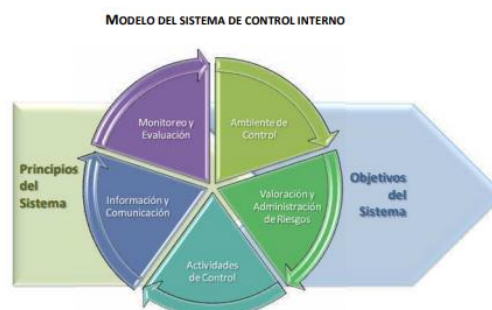 MODELO DEL SISTEMA DE CONTROL INTERNO
Monitoreo y
Evaluación
Ambiente de
Control
Principios
del
Sistema
Información y
Comunicación
Valoración y
Administración
de Riesgos
Objetivos
del
Sistema
Actividades
de Control